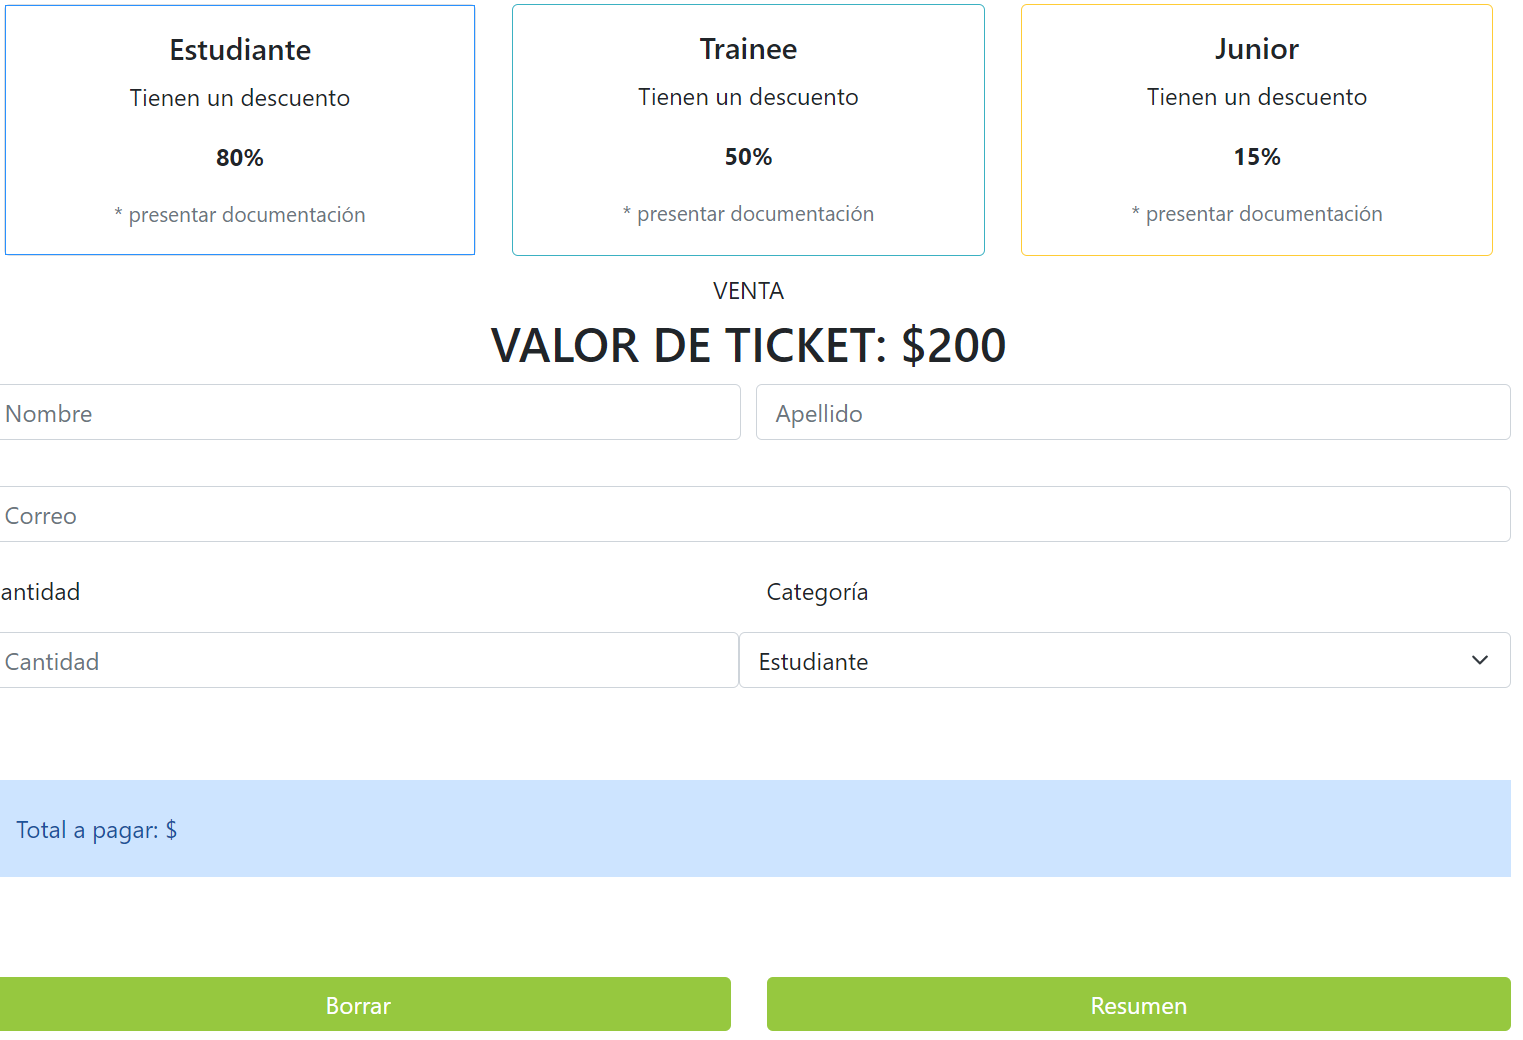 Estudiante
Tienen un descuento
80%
* presentar documentación
Trainee
Tienen un descuento
50%
* presentar documentación
Junior
Tienen un descuento
15%
* presentar documentación
VENTA
VALOR DE TICKET: $200
Nombre
Apellido
Correo
antidad
Categoría
Cantidad
Estudiante
Total a pagar: $
Borrar
Resumen